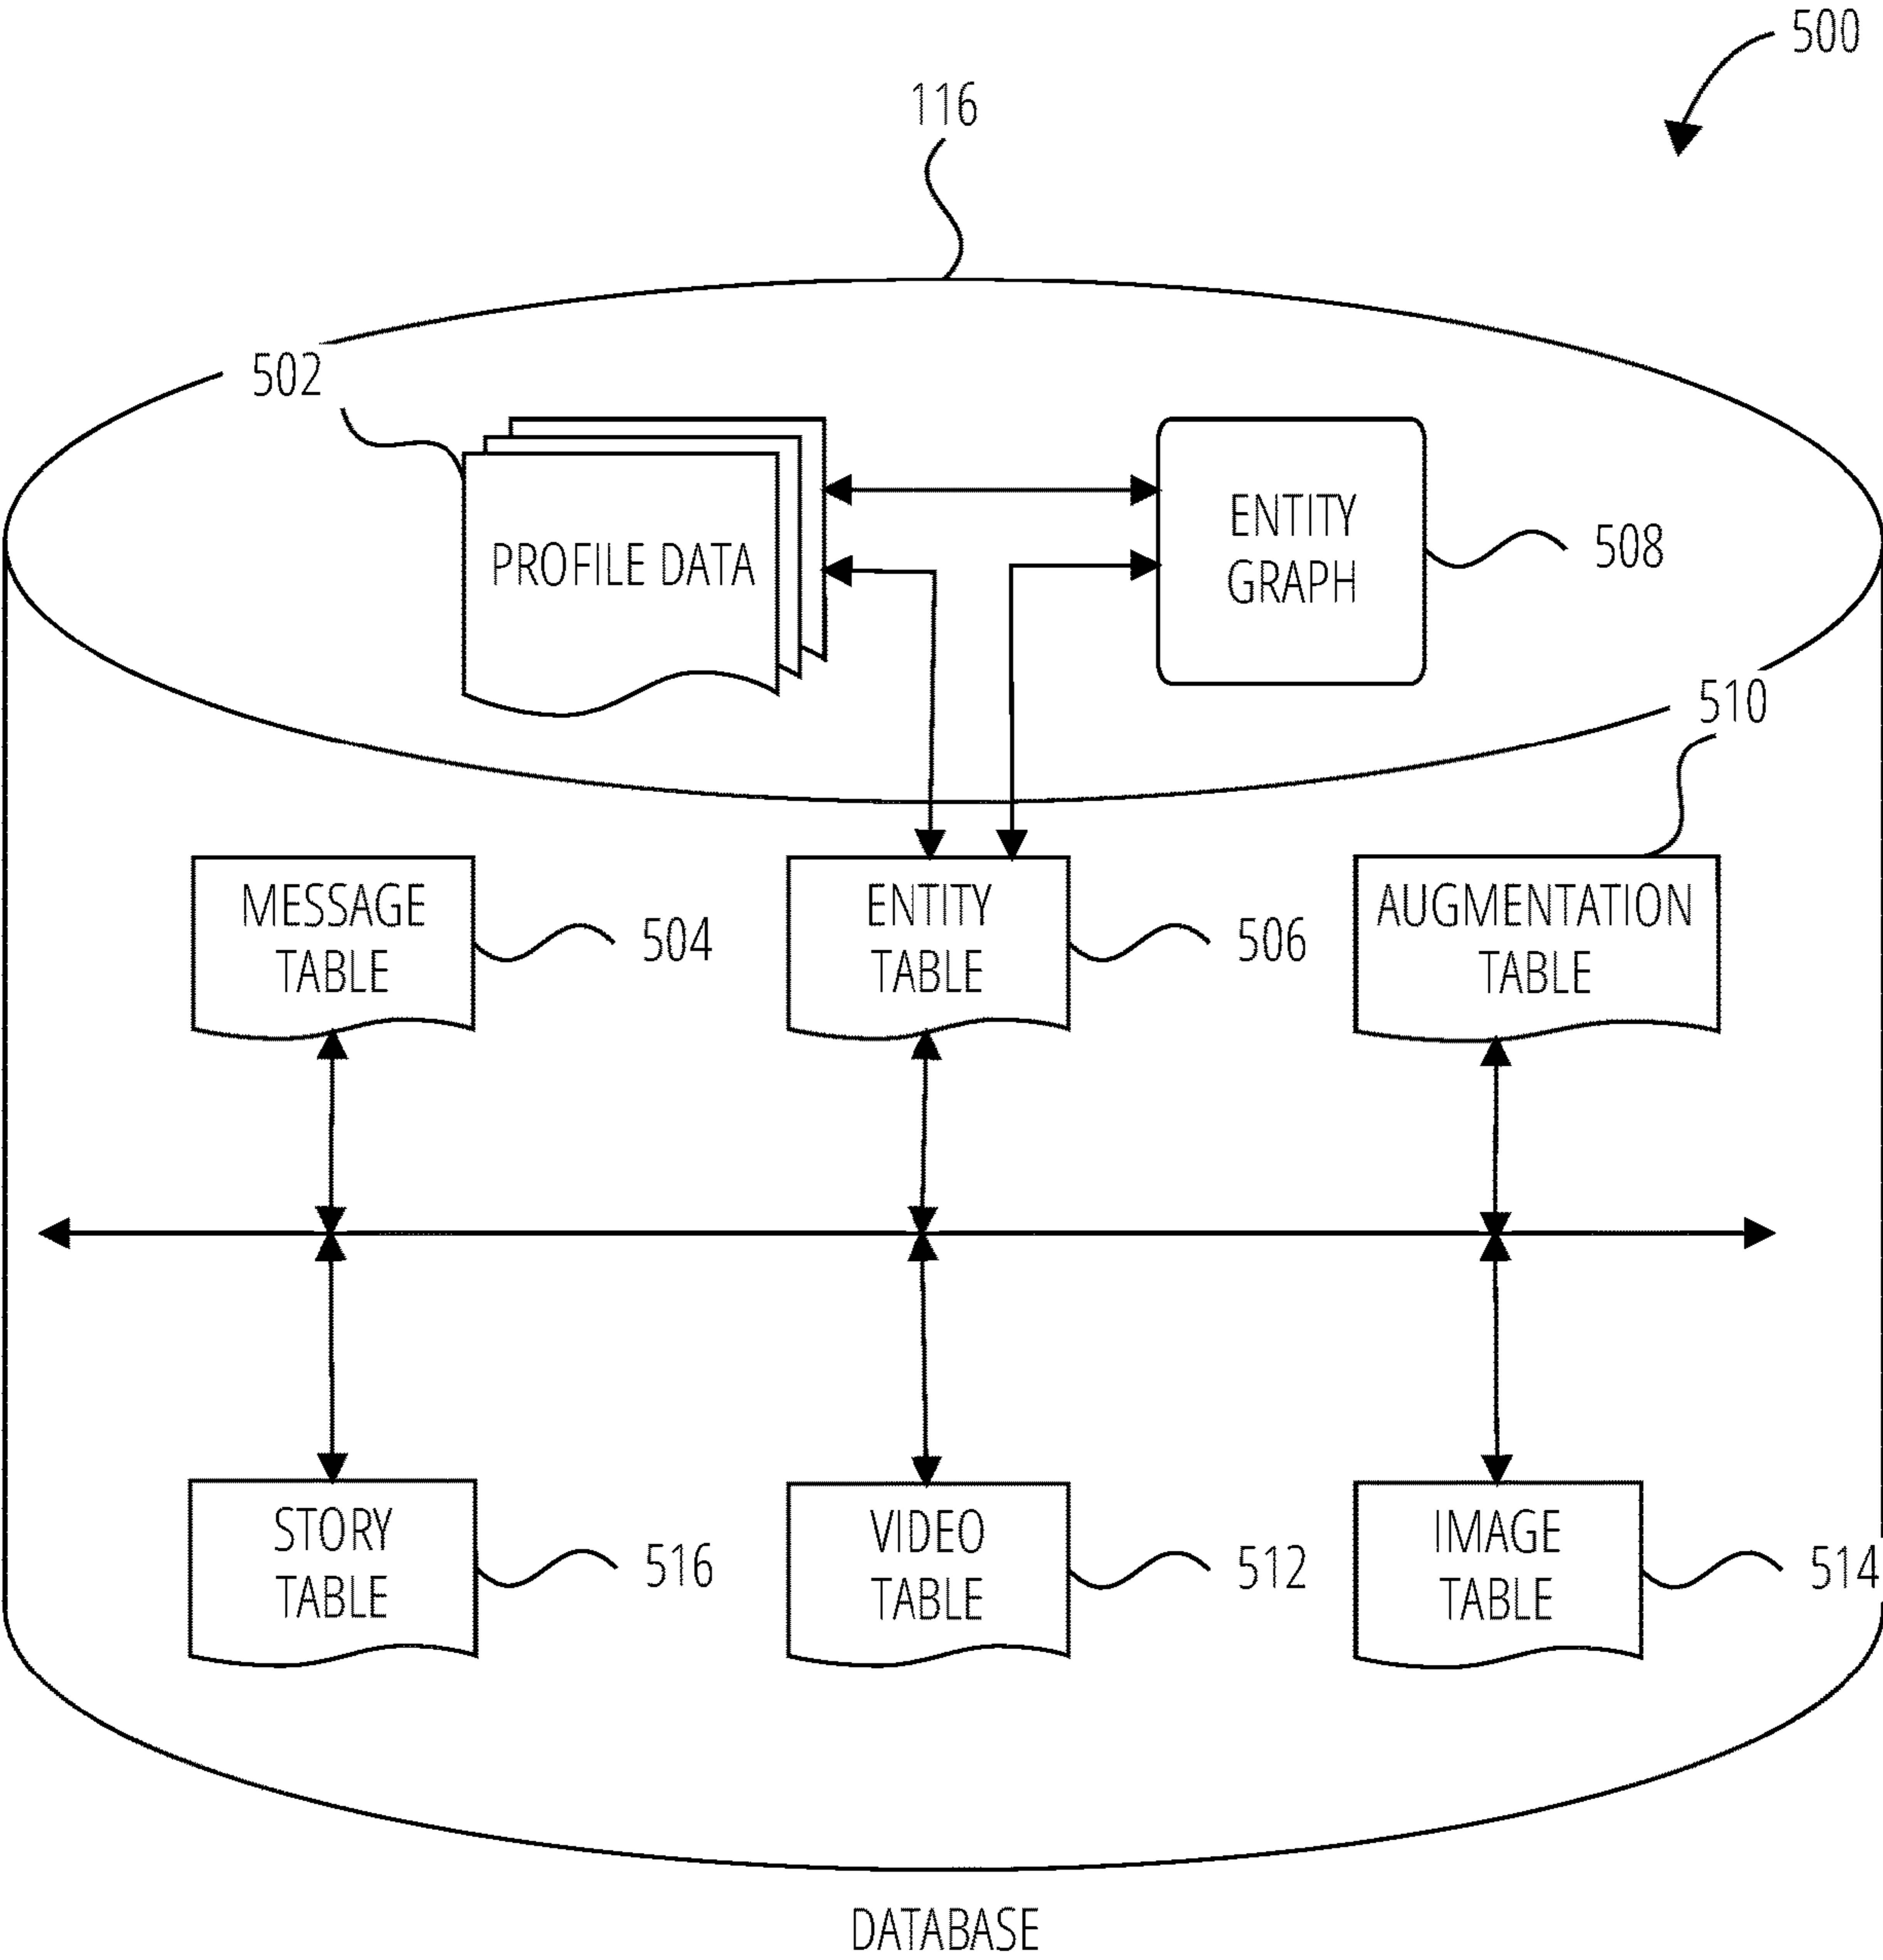 500
116
502
PROFILE DATA
ENTITY
GRAPH
508
510
MESSAGE
TABLE
504
ENTITY
TABLE
506
AUGMENTATION
TABLE
STORY
TABLE
516
VIDEO
TABLE
512
IMAGE
TABLE
514
DATABASE